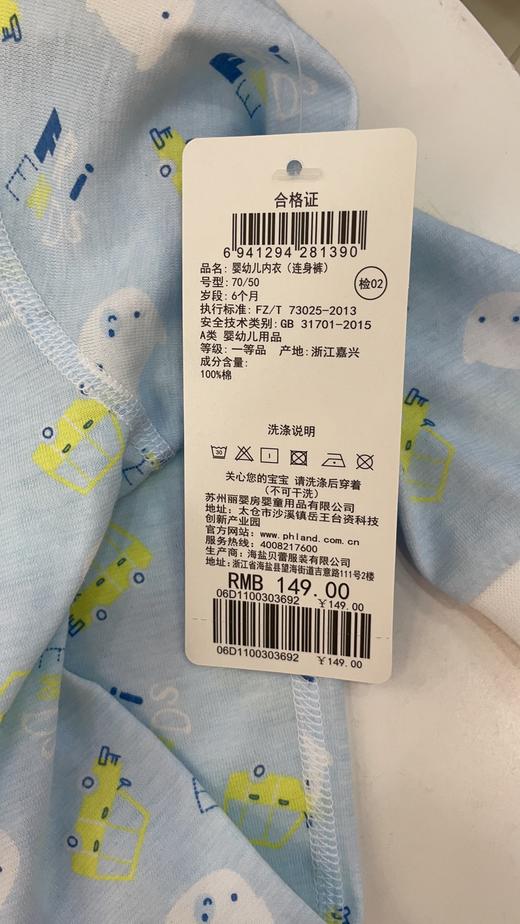 合格证
6 941294 281390
品名: 婴幼儿内衣（连身裤）
号型: 70/50
检02
岁段: 6个月
执行标准: FZ/T 73025-2013
安全技术类别: GB 31701-2015
A类 婴幼儿用品
等级: 一等品 产地: 浙江嘉兴
成分含量:
100%棉
洗涤说明
30
关心您的宝宝 请洗涤后穿着
（不可干洗）
苏州丽婴房婴童用品有限公司
地址: 太仓市沙溪镇岳王台资科技
创新产业园
官方网站: www.phland.com.cn
服务热线: 4008217600
生产商: 海盐贝蕾服装有限公司
地址: 浙江省海盐县望海街道吉意路111号2楼
RMB 149.00
06D1100303692 ¥149.00
06D1100303692 ¥149.00